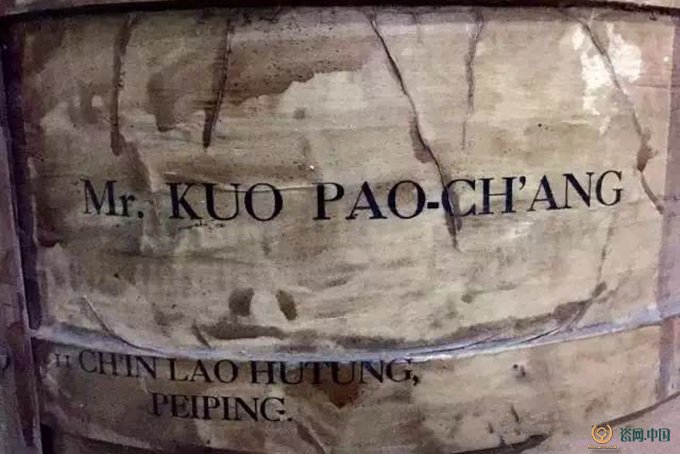 Mr. KUO PAO-CH'ANG
CH'IN LAO HUTUNG,
PEIPING.
瓷网.中国